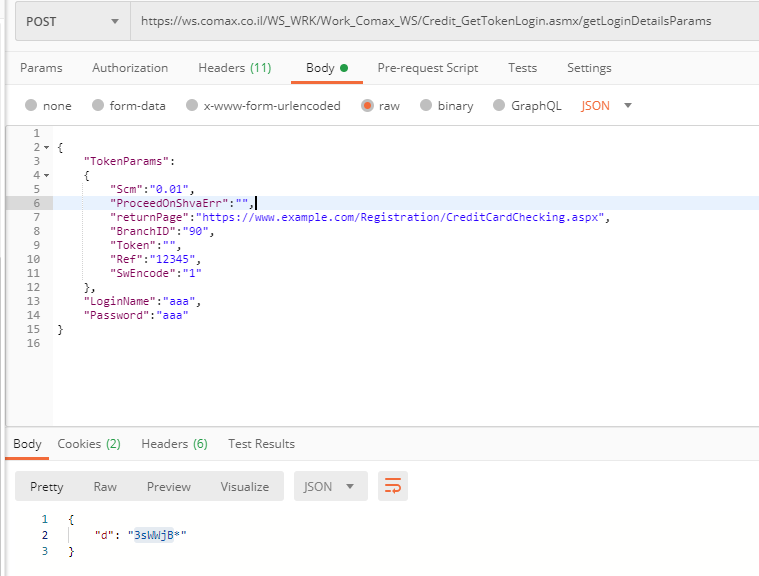 POST https://ws.comax.co.il/WS_WRK/Work_Comax_WS/Credit_GetTokenLogin.asmx/getLoginDetailsParams
Params Authorization Headers (11) Body Pre-request Script Tests Settings
none form-data x-www-form-urlencoded raw binary GraphQL JSON
1
2 {
3 "TokenParams":
4 {
5 "Scm":"0.01",
6 "ProceedOnShvaErr":"",
7 "returnPage":"https://www.example.com/Registration/CreditCardChecking.aspx",
8 "BranchID":"90",
9 "Token":"",
10 "Ref":"12345",
11 "SwEncode":"1"
12 },
13 "LoginName":"aaa",
14 "Password":"aaa"
15 }
16
Body Cookies (2) Headers (6) Test Results
Pretty Raw Preview Visualize JSON
1 {
2 "d": "3sWWjB*"
3 }